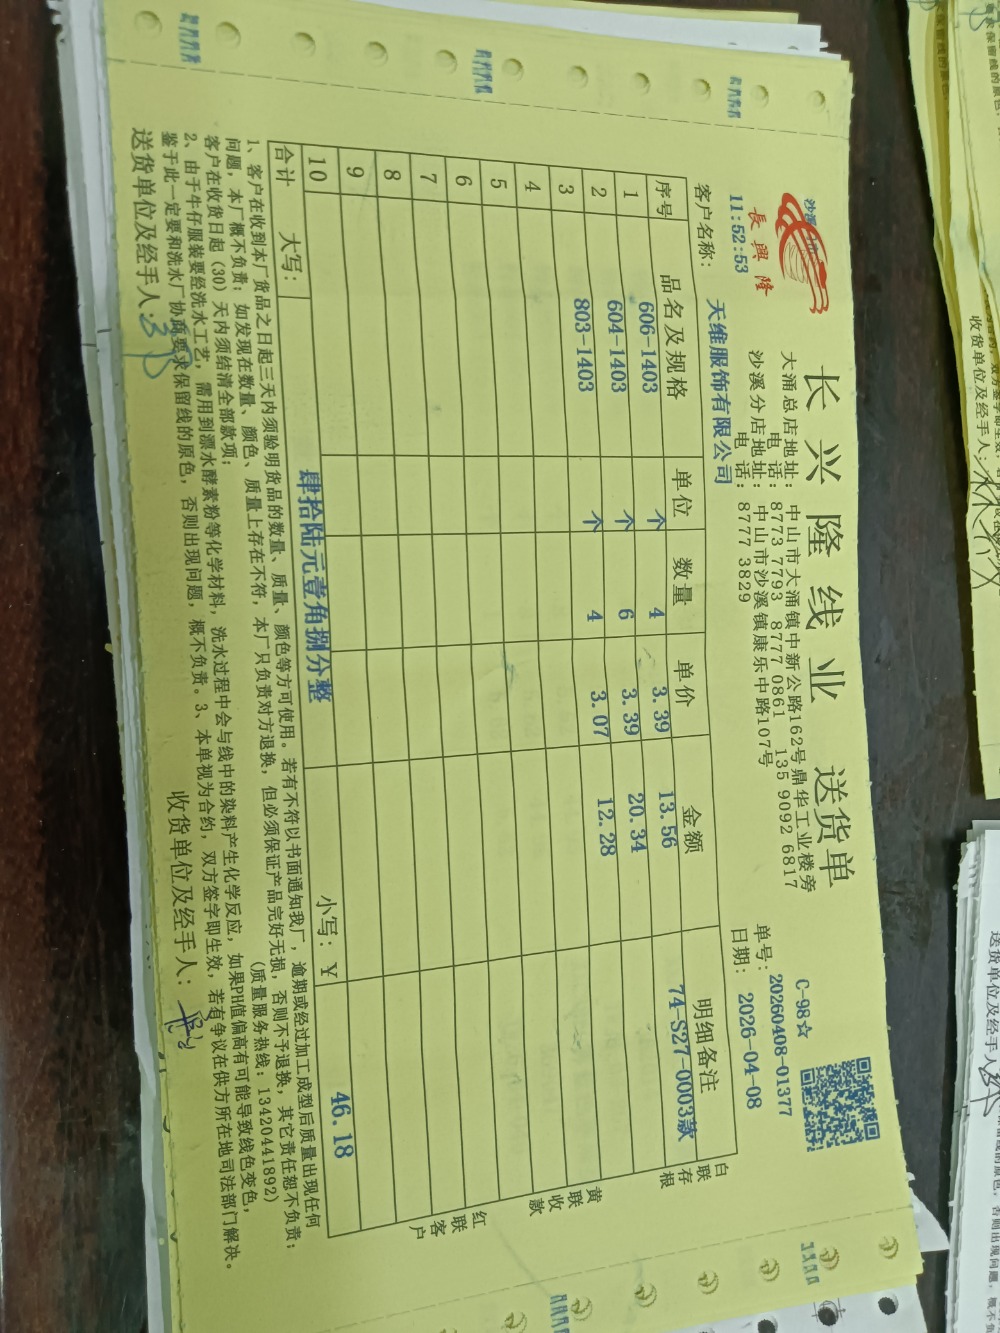 長興隆
长兴隆线业 送货单
大涌总店地址: 中山市大涌镇中新公路162号鼎华工业楼旁
电 话: 8773 7793 8777 0861 135 9092 6817
沙溪分店地址: 中山市沙溪镇康乐中路107号
电 话: 8777 3829
C-98☆
单号: 20260408-01377
日期: 2026-04-08
11:52:53
客户名称: 天维服饰有限公司
序号 品名及规格 单位 数量 单价 金额 明细备注
1 606-1403 个 4 3.39 13.56 74-S27-0003款
2 604-1403 个 6 3.39 20.34
3 803-1403 个 4 3.07 12.28
4
5
6
7
8
9
10
合计 大写: 肆拾陆元壹角捌分整 小写: ¥ 46.18
白联存根
黄联收款
红联客户
1、客户在收到本厂货品之日起三天内须验明货品的数量、质量、颜色等方可使用。若有不符以书面通知我厂,逾期或经过加工成型后质量出现任何
问题,本厂概不负责;如发现在数量、颜色、质量上存在不符,本厂只负责对方退换,但必须保证产品完好无损,否则不予退换,其它责任恕不负责;
客户在收货日起(30)天内须结清全部款项; (质量服务热线: 13420441892)
2、由于牛仔服装要经洗水工艺,需用到漂水酵素粉等化学材料,洗水过程中会与线中的染料产生化学反应,如果PH值偏高有可能导致线色变色,
鉴于此一定要和洗水厂协商要求保留线的原色,否则出现问题,概不负责。3、本单视为合约,双方签字即生效,若有争议在供方所在地司法部门解决。
送货单位及经手人: 收货单位及经手人:
收货单位及经手人:
送货单位及经手人